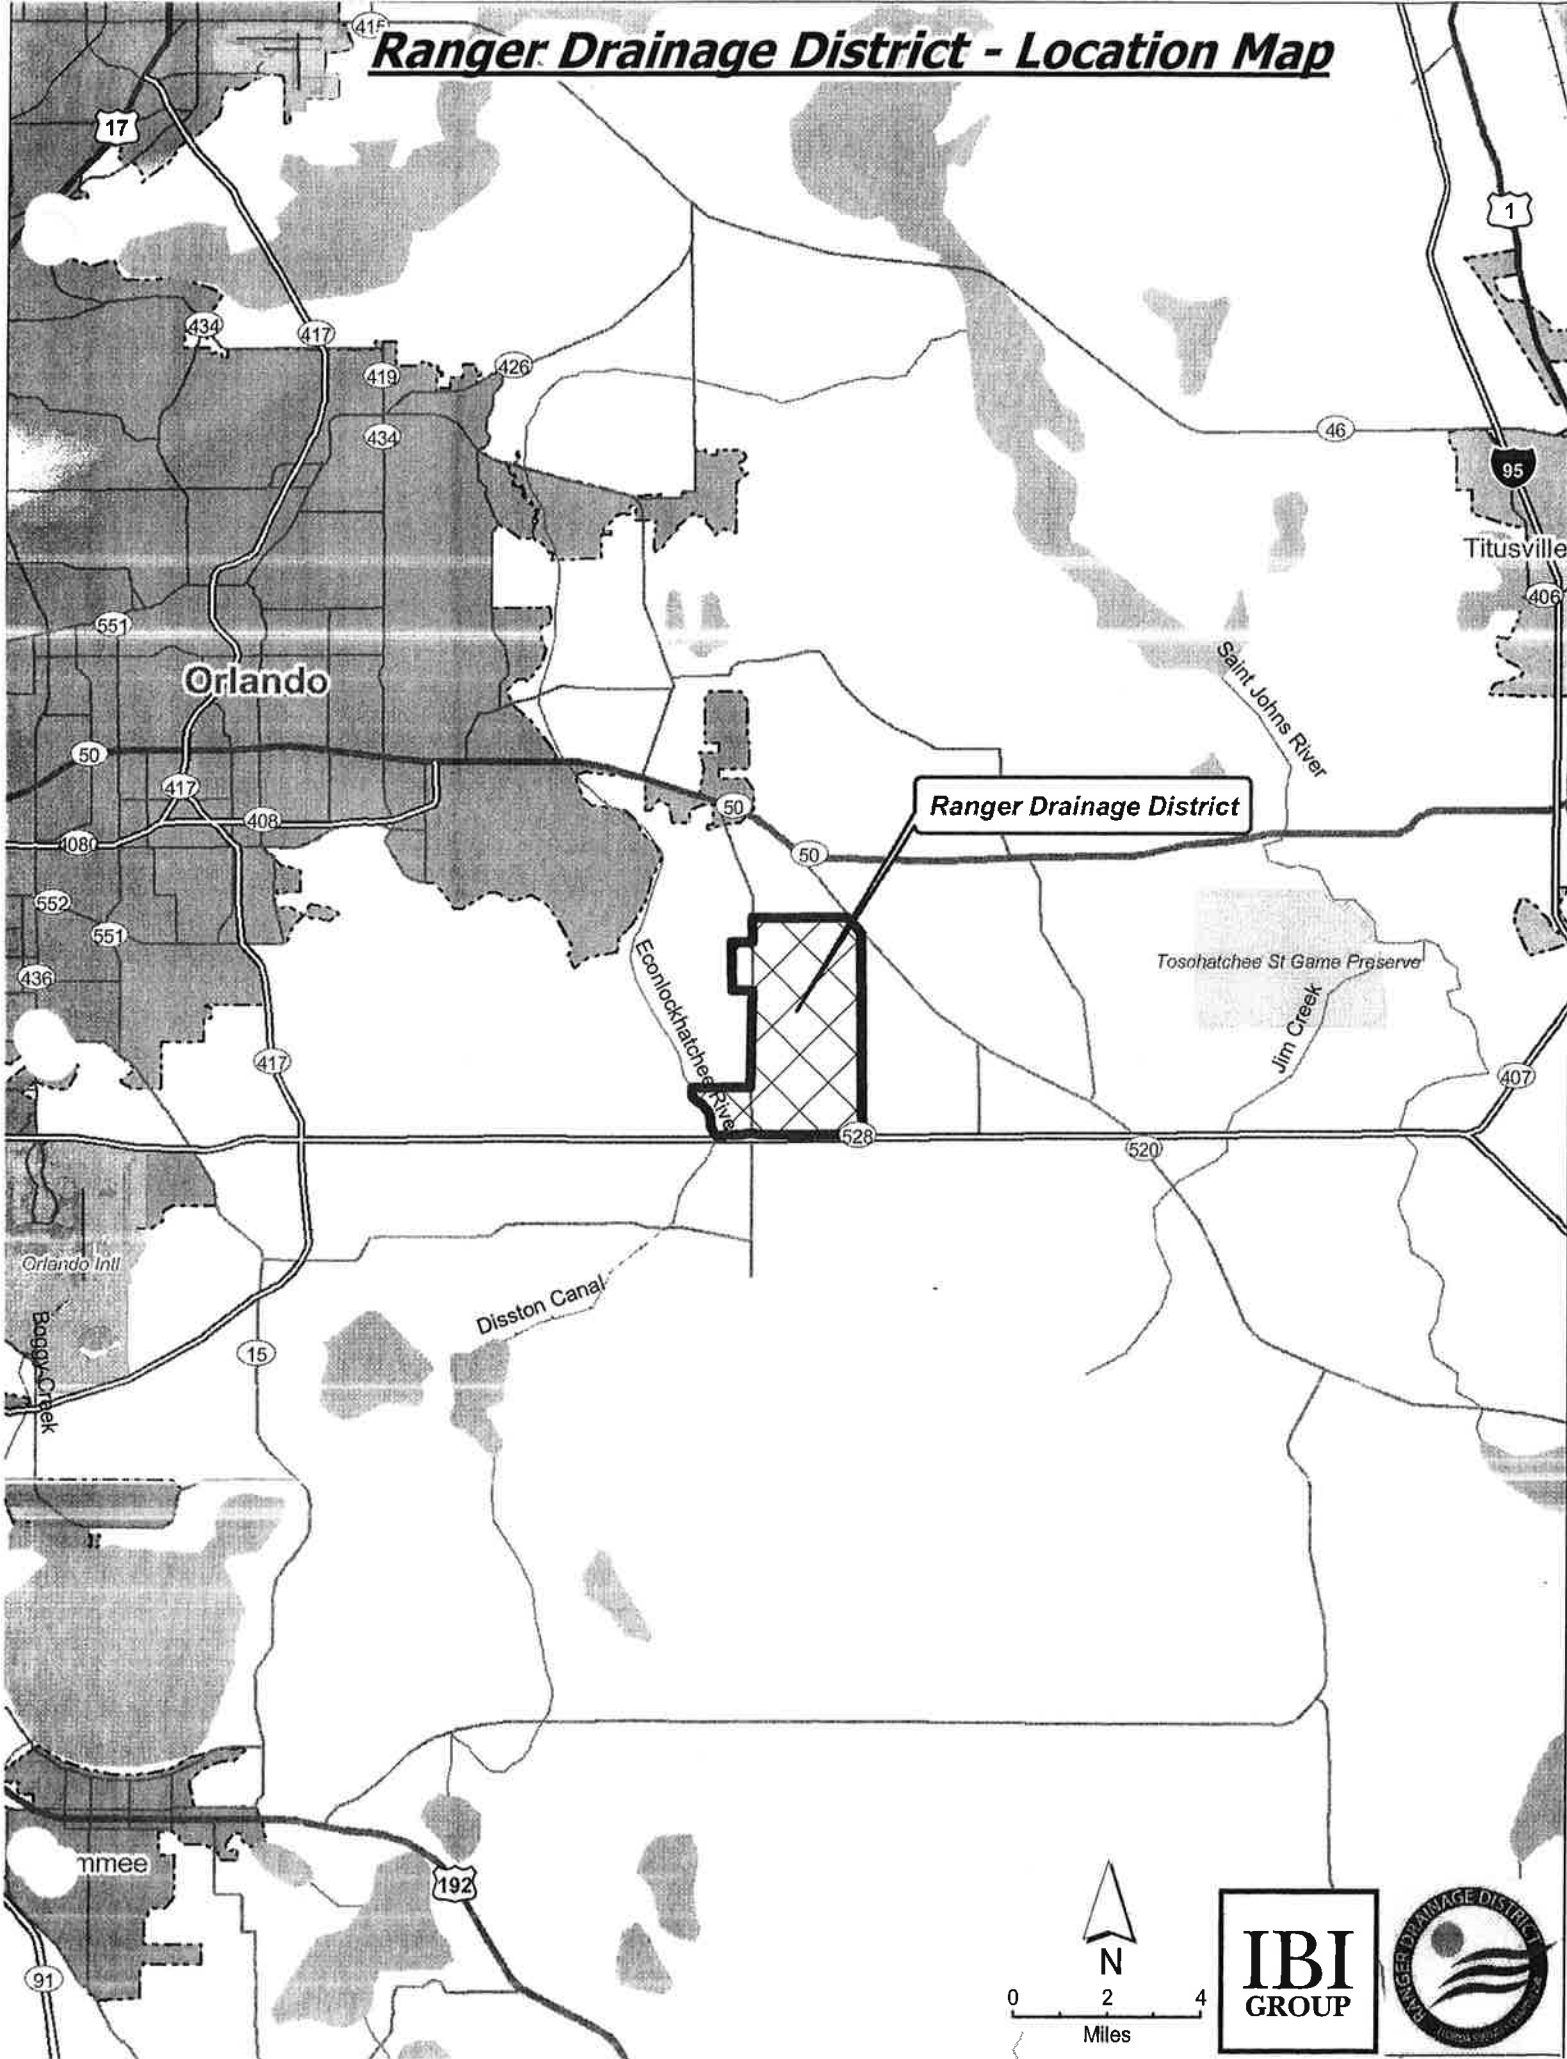 415
Ranger Drainage District - Location Map
17
1
434
417
419
426
434
46
95
Titusville
406
551
Saint Johns River
Orlando
50
417
50
Ranger Drainage District
408
4080
50
552
551
436
Econlockhatchee River
Tosohatchee St Game Preserve
Jim Creek
417
407
528
520
Orlando Intl
Disston Canal
Boggy Creek
15
mmee
192
91
N
0 2 4
Miles
IBI
GROUP
RANGER DRAINAGE DISTRICT